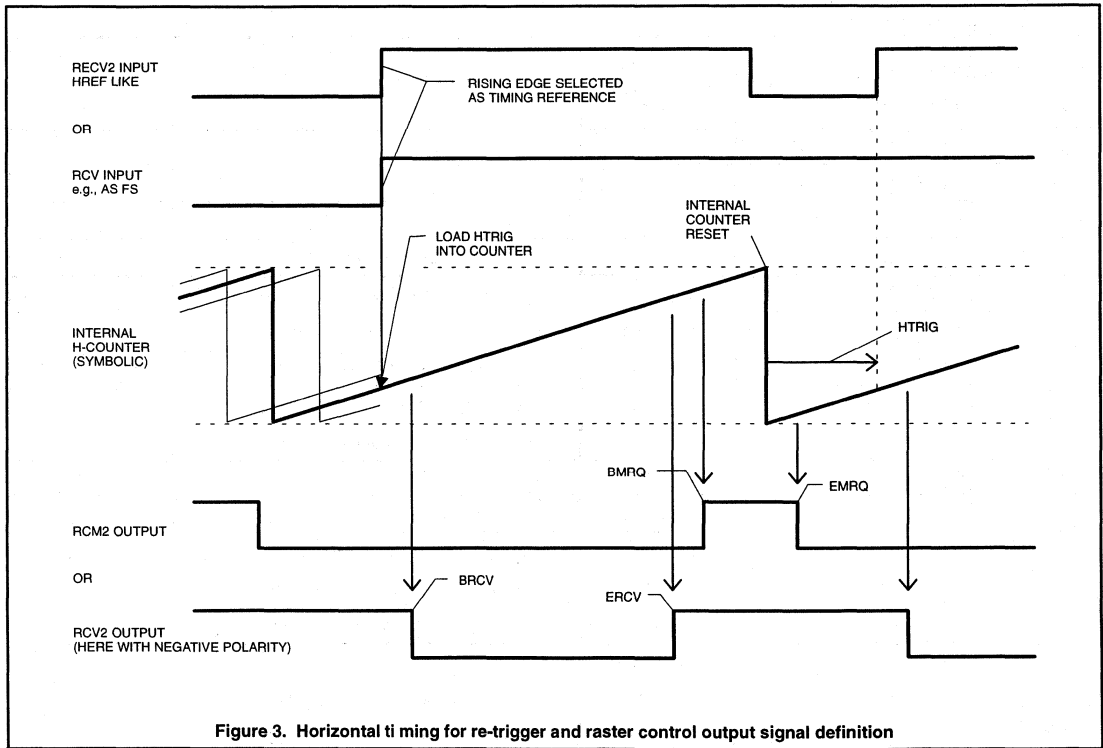 RECV2 INPUT
HREF LIKE
RISING EDGE SELECTED
AS TIMING REFERENCE
OR
RCV INPUT
e.g., AS FS
LOAD HTRIG
INTO COUNTER
INTERNAL
COUNTER
RESET
INTERNAL
H-COUNTER
(SYMBOLIC)
HTRIG
BMRQ
EMRQ
RCM2 OUTPUT
OR
BRCV
ERCV
RCV2 OUTPUT
(HERE WITH NEGATIVE POLARITY)
Figure 3. Horizontal ti ming for re-trigger and raster control output signal definition